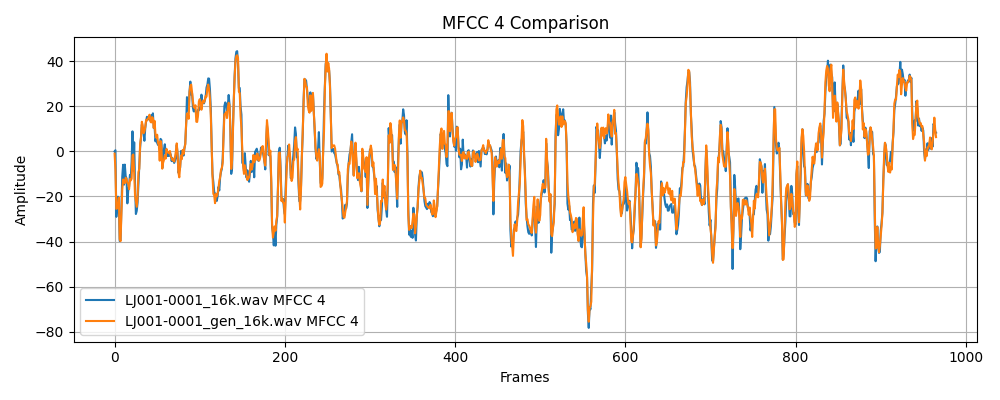 MFCC 4 Comparison
Amplitude
40
20
0
−20
−40
−60
−80
LJ001-0001_16k.wav MFCC 4
LJ001-0001_gen_16k.wav MFCC 4
0 200 400 600 800 1000
Frames